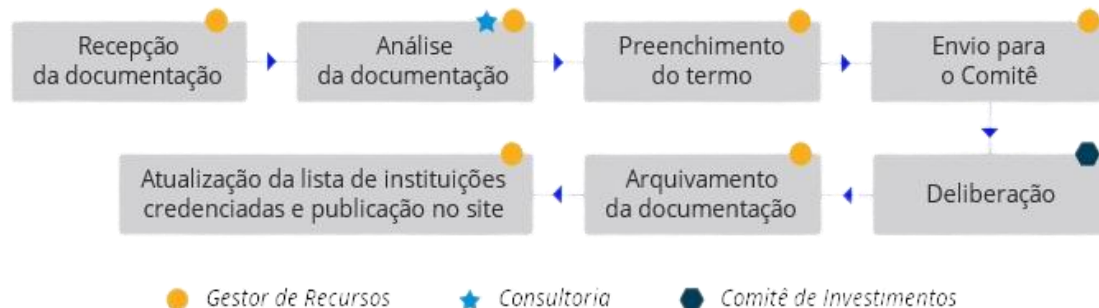 Recepção
da documentação
Análise
da documentação
Preenchimento
do termo
Envio para
o Comitê
Atualização da lista de instituições
credenciadas e publicação no site
Arquivamento
da documentação
Deliberação
Gestor de Recursos
Consultoria
Comitê de Investimentos